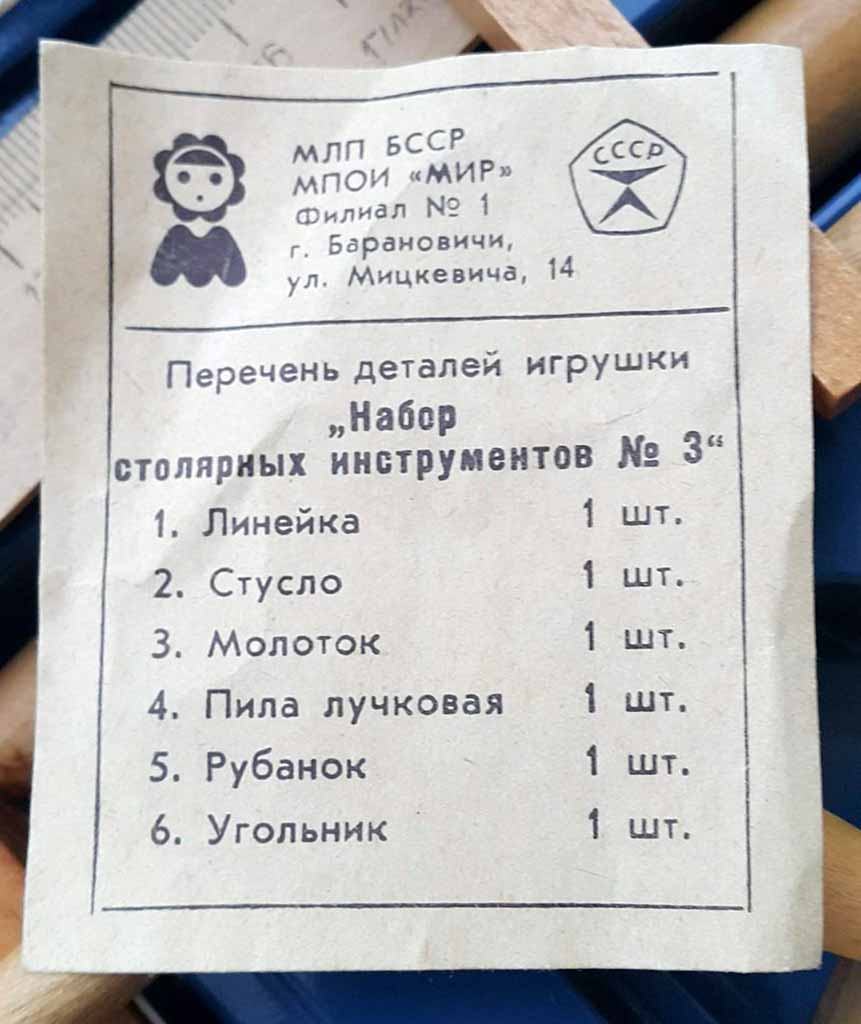 МЛП БССР
МПОИ «МИР»
Филиал № 1
г. Барановичи,
ул. Мицкевича, 14
СССР
Перечень деталей игрушки
„Набор
столярных инструментов № 3“
1. Линейка 1 шт.
2. Стусло 1 шт.
3. Молоток 1 шт.
4. Пила лучковая 1 шт.
5. Рубанок 1 шт.
6. Угольник 1 шт.